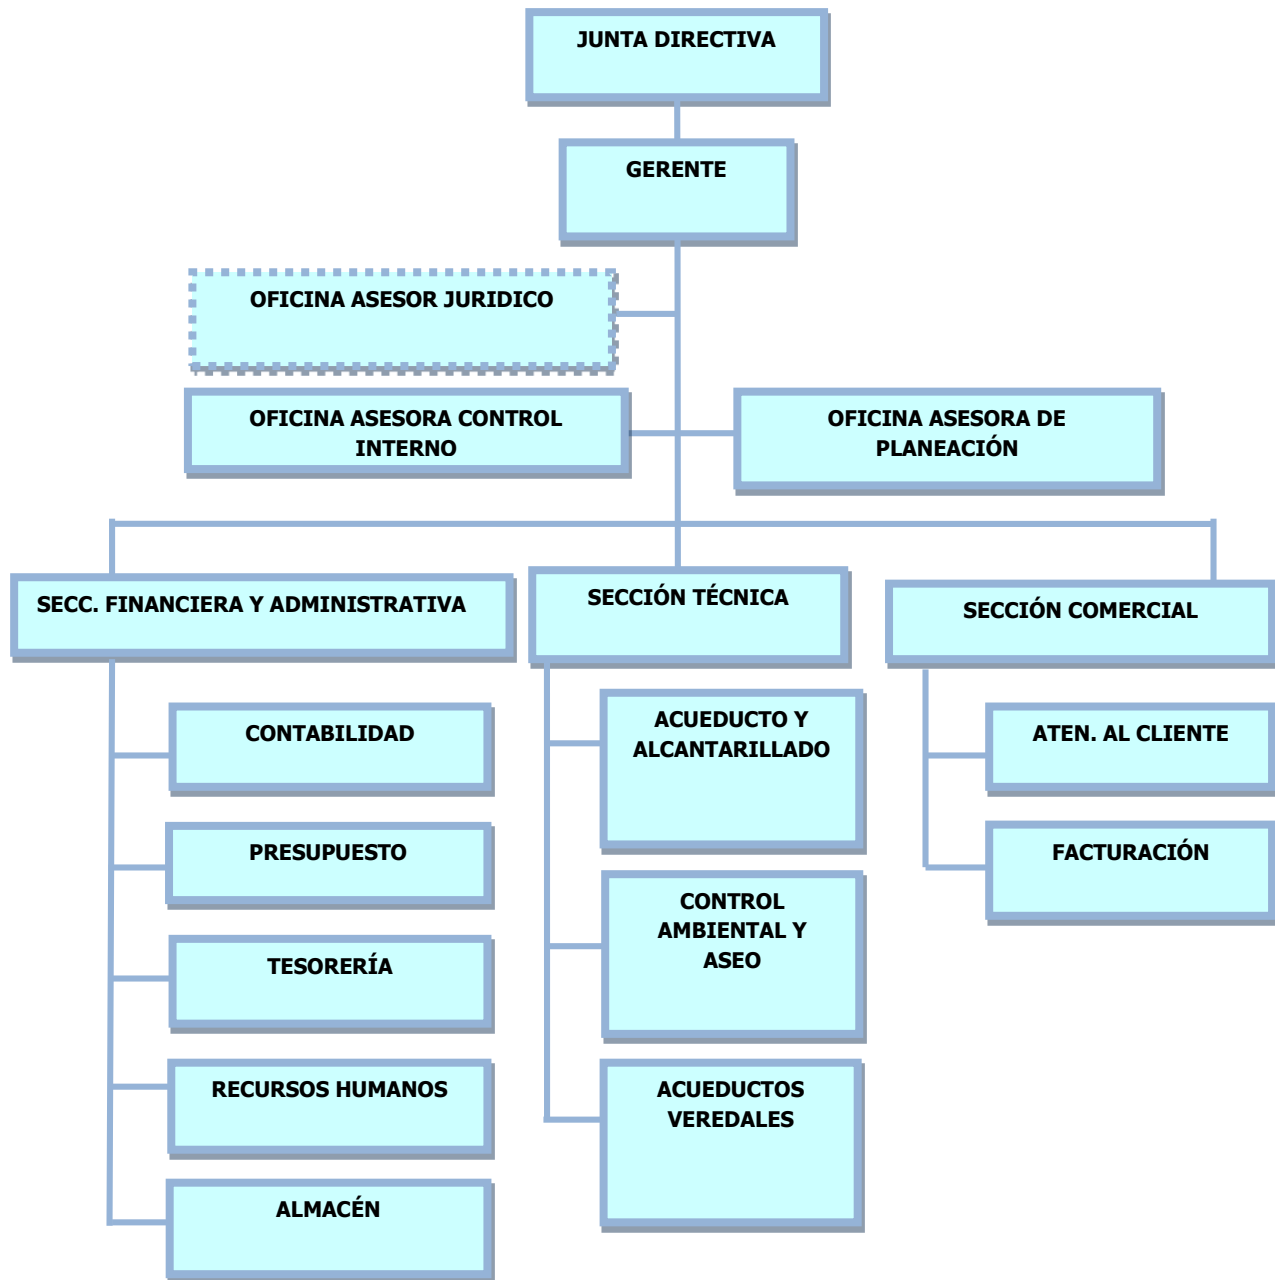 JUNTA DIRECTIVA
GERENTE
OFICINA ASESOR JURIDICO
OFICINA ASESORA CONTROL
INTERNO
OFICINA ASESORA DE
PLANEACIÓN
SECC. FINANCIERA Y ADMINISTRATIVA
SECCIÓN TÉCNICA
SECCIÓN COMERCIAL
CONTABILIDAD
PRESUPUESTO
TESORERÍA
RECURSOS HUMANOS
ALMACÉN
ACUEDUCTO Y
ALCANTARILLADO
CONTROL
AMBIENTAL Y
ASEO
ACUEDUCTOS
VEREDALES
ATEN. AL CLIENTE
FACTURACIÓN